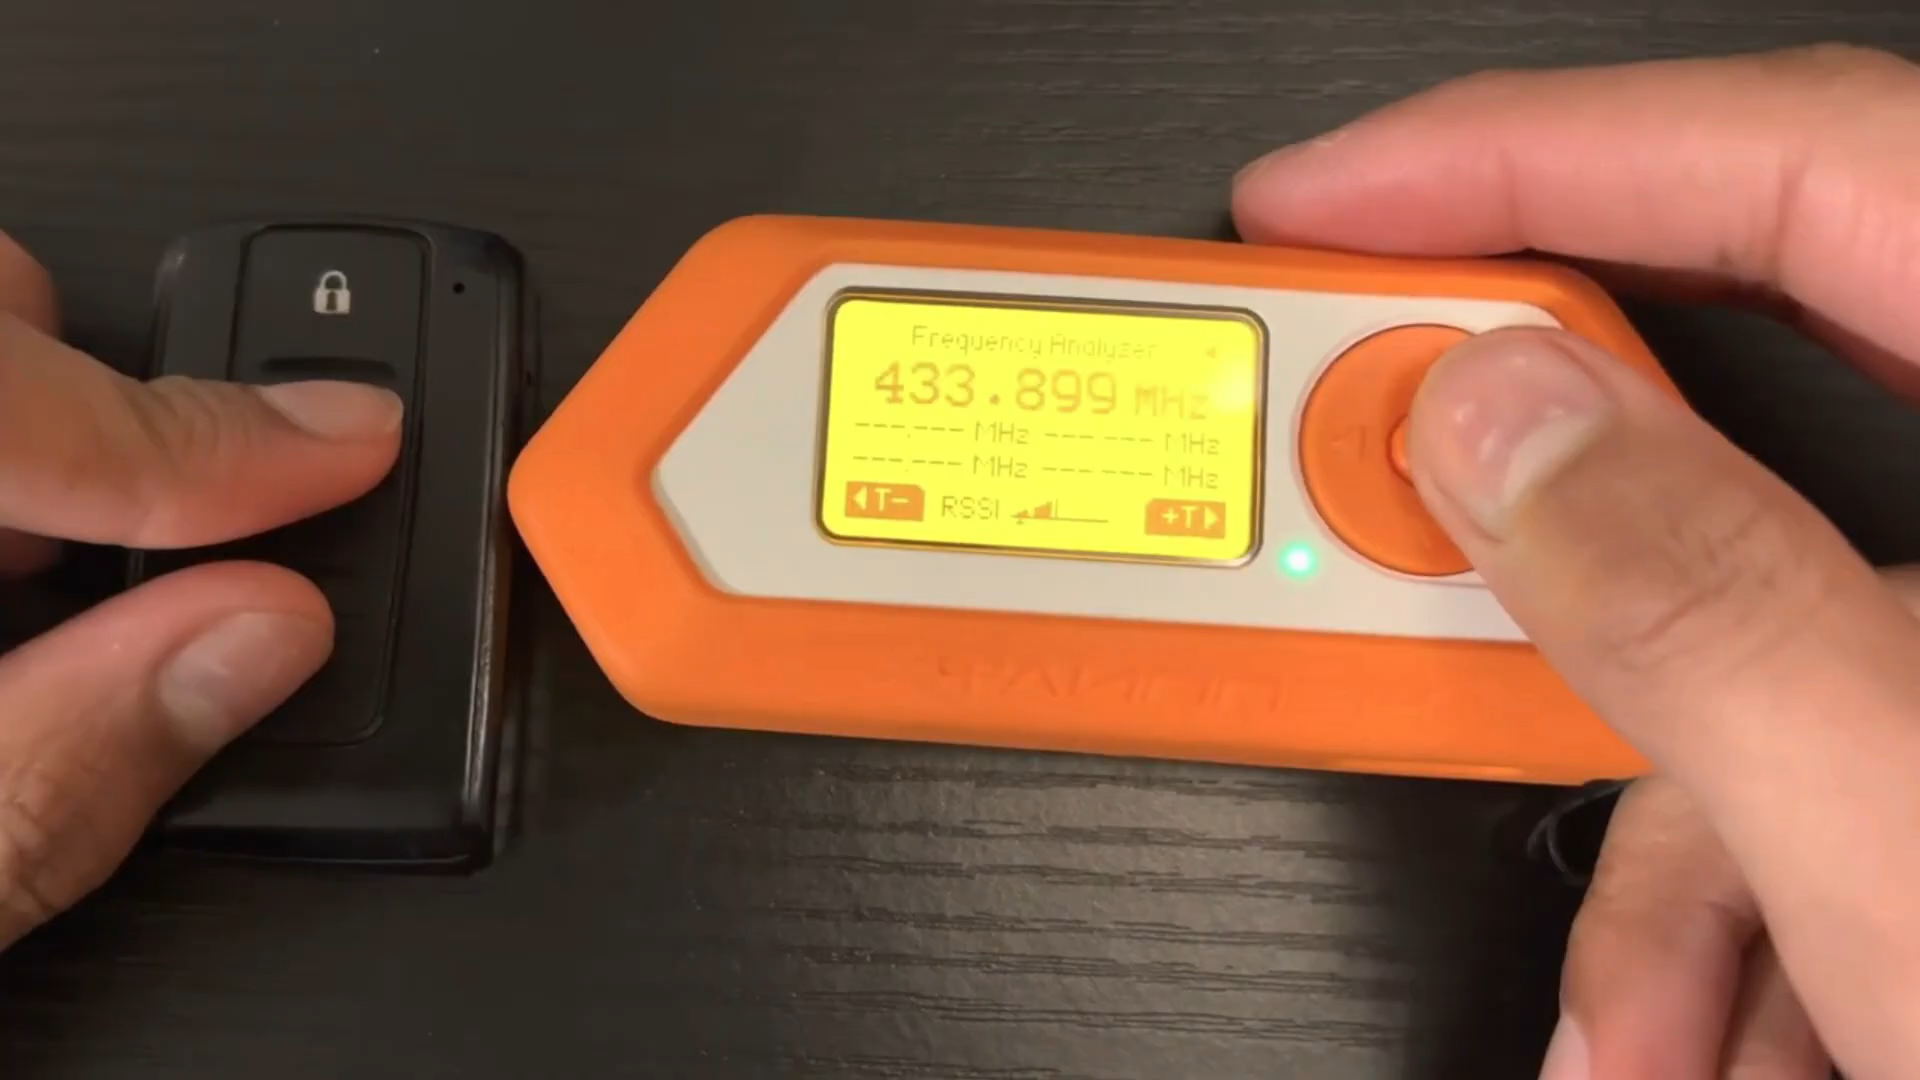 Frequency Analyzer
433.899 MHz
------ MHz ------ MHz
------ MHz ------ MHz
T- RSSI +T